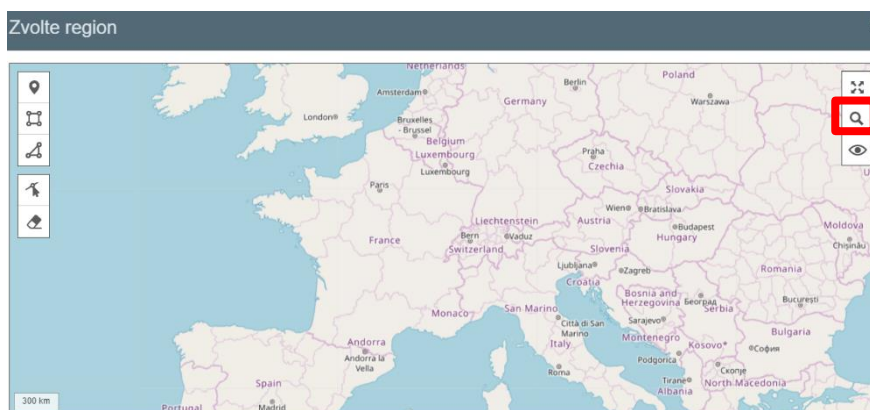 Zvolte region
Netherlands
Berlin
Poland
Amsterdam
Germany
Warszawa
London
Bruxelles
- Brussel
Belgium
Luxembourg
Luxembourg
Praha
Czechia
Paris
Slovakia
Wien
Bratislava
Liechtenstein
Austria
Budapest
Moldova
France
Bern
Vaduz
Hungary
Chișinău
Switzerland
Slovenia
Ljubljana
Zagreb
Romania
Croatia
Bosnia and
Herzegovina
Београд
Serbia
București
Monaco
San Marino
Città di San
Marino
Sarajevo
Italy
Montenegro
Kosovo*
Bulgaria
София
Andorra
Andorra la
Vella
Podgorica
Roma
Скопје
Spain
Tirane
Albania
North Macedonia
300 km
Portugal
Madrid